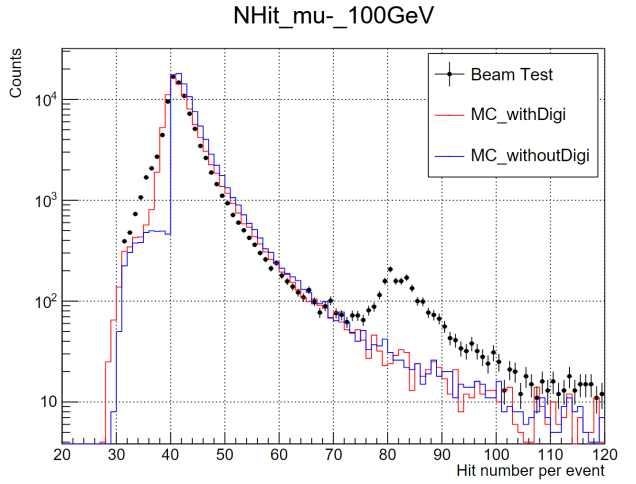 NHit_mu-_100GeV
Counts
Beam Test
MC_withDigi
MC_withoutDigi
10⁴
10³
10²
10
20 30 40 50 60 70 80 90 100 110 120
Hit number per event